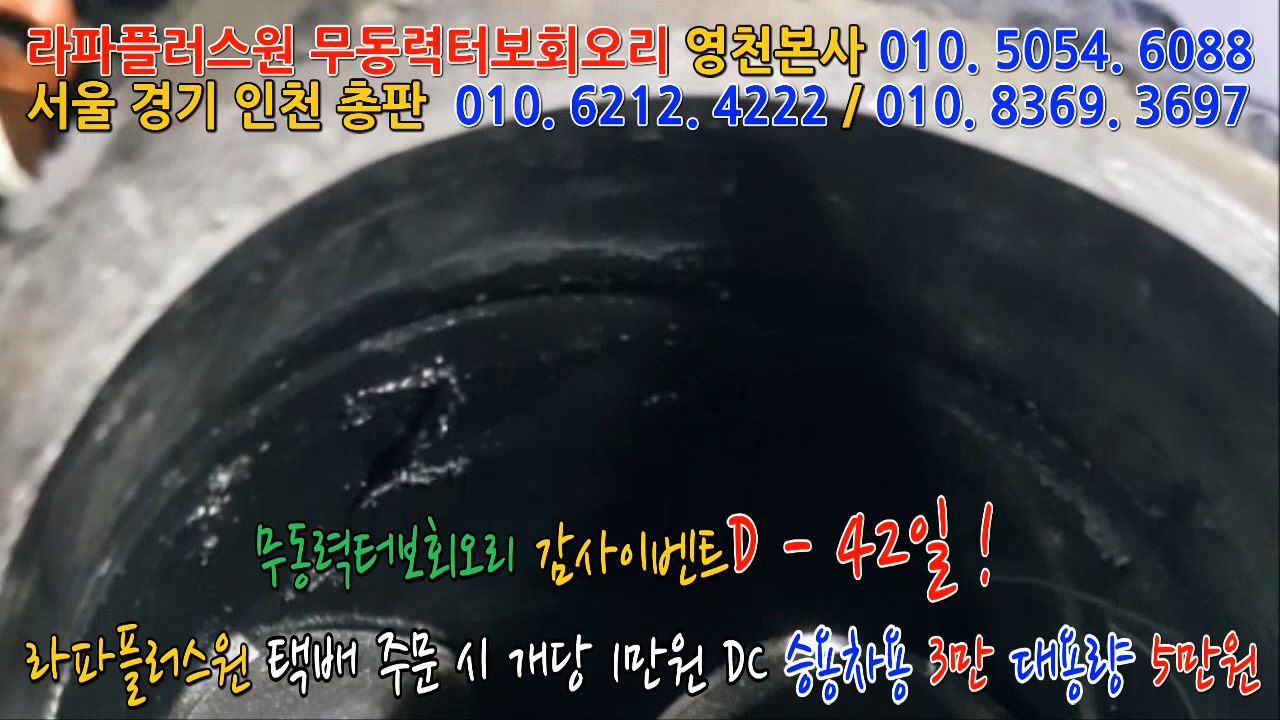 라파플러스원 무동력터보회오리 영천본사 010. 5054. 6088
서울 경기 인천 총판 010. 6212. 4222 / 010. 8369. 3697
무동력터보회오리 감사이벤트D - 42일 !
라파플러스원 택배 주문 시 개당 1만원 DC 승용차용 3만 대용량 5만원